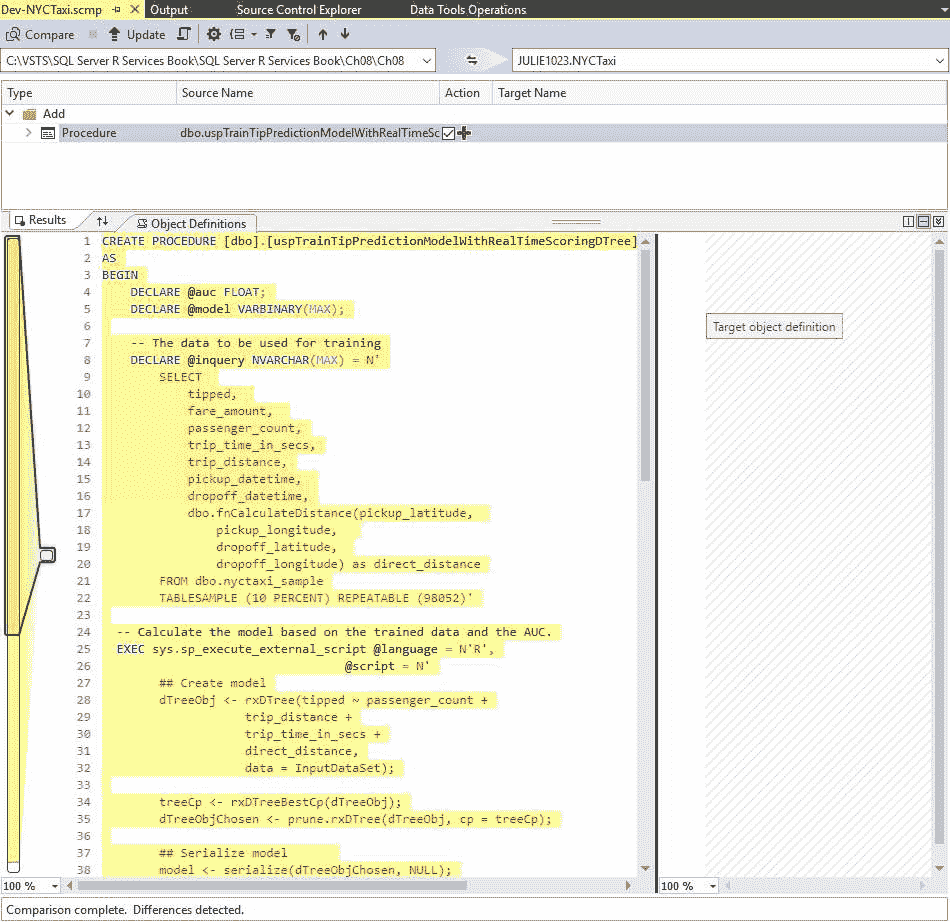 Dev-NYCTaxi.scmp Output Source Control Explorer Data Tools Operations
Compare Update
C:\VSTS\SQL Server R Services Book\SQL Server R Services Book\Ch08\Ch08 JULIE1023.NYCTaxi
Type Source Name Action Target Name
Add
Procedure dbo.uspTrainTipPredictionModelWithRealTimeSc
Results Object Definitions
1 CREATE PROCEDURE [dbo].[uspTrainTipPredictionModelWithRealTimeScoringDTree]
2 AS
3 BEGIN
4 DECLARE @auc FLOAT;
5 DECLARE @model VARBINARY(MAX);
6
7 -- The data to be used for training
8 DECLARE @inquery NVARCHAR(MAX) = N'
9 SELECT
10 tipped,
11 fare_amount,
12 passenger_count,
13 trip_time_in_secs,
14 trip_distance,
15 pickup_datetime,
16 dropoff_datetime,
17 dbo.fnCalculateDistance(pickup_latitude,
18 pickup_longitude,
19 dropoff_latitude,
20 dropoff_longitude) as direct_distance
21 FROM dbo.nyctaxi_sample
22 TABLESAMPLE (10 PERCENT) REPEATABLE (98052)'
23
24 -- Calculate the model based on the trained data and the AUC.
25 EXEC sys.sp_execute_external_script @language = N'R',
26 @script = N'
27 ## Create model
28 dTreeObj <- rxDTree(tipped ~ passenger_count +
29 trip_distance +
30 trip_time_in_secs +
31 direct_distance,
32 data = InputDataSet);
33
34 treeCp <- rxDTreeBestCp(dTreeObj);
35 dTreeObjChosen <- prune.rxDTree(dTreeObj, cp = treeCp);
36
37 ## Serialize model
38 model <- serialize(dTreeObjChosen, NULL);
Target object definition
100 % 100 %
Comparison complete. Differences detected.